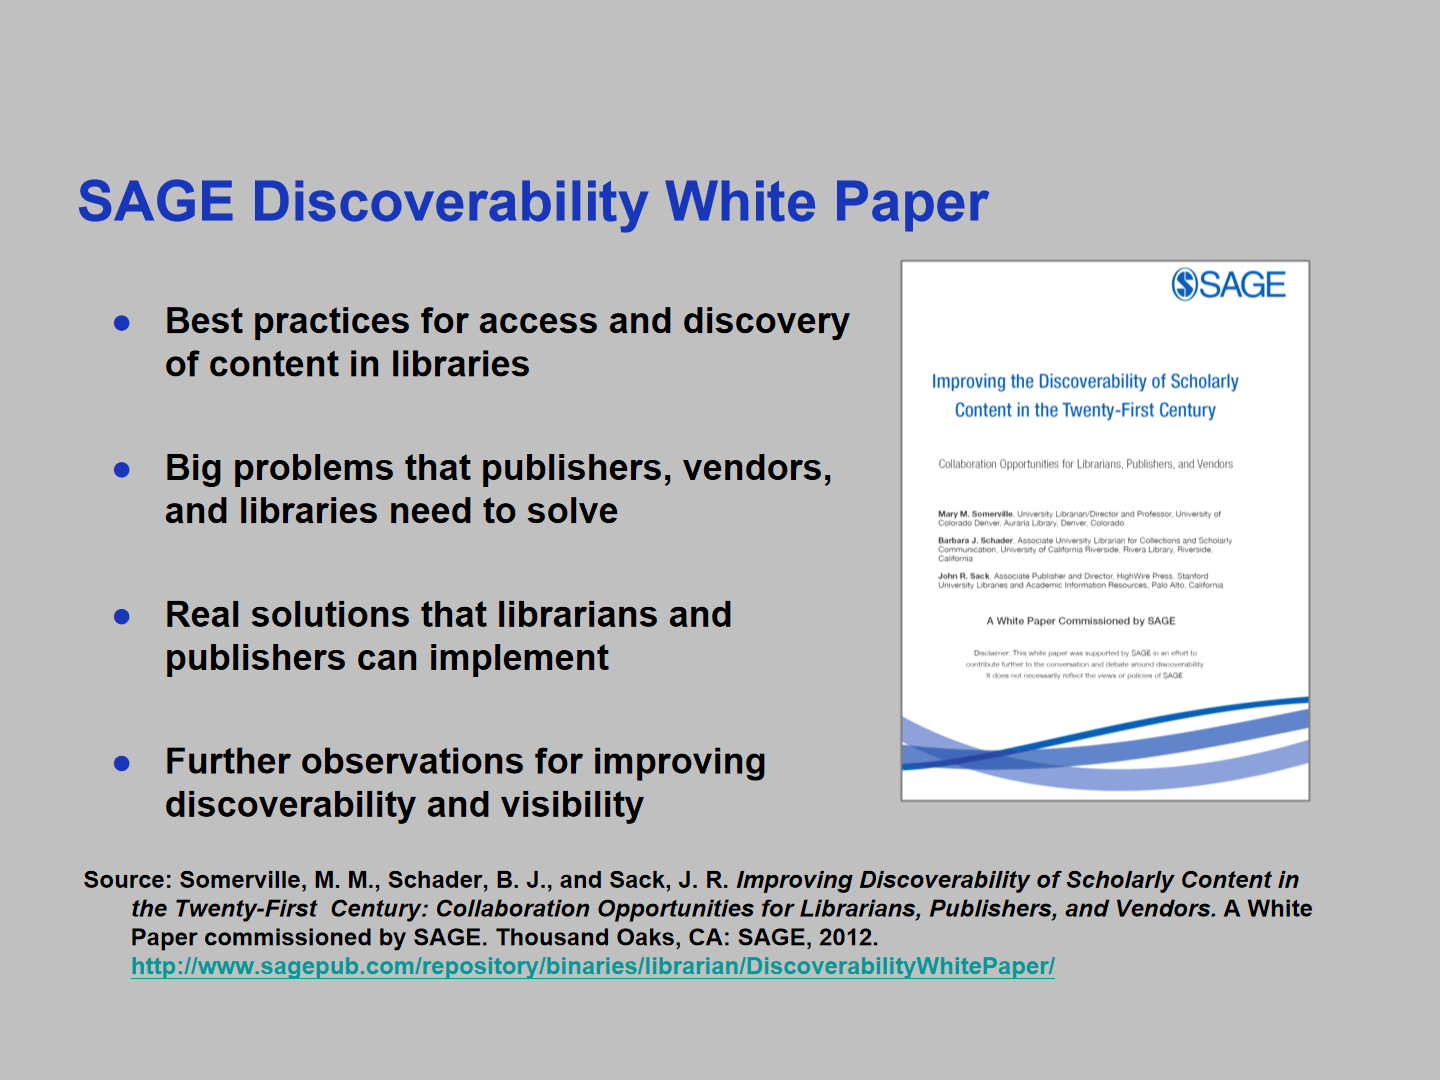 SAGE Discoverability White Paper
● Best practices for access and discovery
of content in libraries
● Big problems that publishers, vendors,
and libraries need to solve
● Real solutions that librarians and
publishers can implement
● Further observations for improving
discoverability and visibility
SAGE
Improving the Discoverability of Scholarly
Content in the Twenty-First Century
Collaboration Opportunities for Librarians, Publishers, and Vendors
Mary M. Somerville, University Librarian/Director and Professor, University of
Colorado Denver, Auraria Library, Denver, Colorado
Barbara J. Schader, Associate University Librarian for Collections and Scholarly
Communication, University of California Riverside, Rivera Library, Riverside,
California
John R. Sack, Associate Publisher and Director, HighWire Press, Stanford
University Libraries and Academic Information Resources, Palo Alto, California
A White Paper Commissioned by SAGE
Disclaimer: This white paper was supported by SAGE in an effort to
contribute further to the conversation and debate around discoverability.
It does not necessarily reflect the views or policies of SAGE.
Source: Somerville, M. M., Schader, B. J., and Sack, J. R. Improving Discoverability of Scholarly Content in
the Twenty-First Century: Collaboration Opportunities for Librarians, Publishers, and Vendors. A White
Paper commissioned by SAGE. Thousand Oaks, CA: SAGE, 2012.
http://www.sagepub.com/repository/binaries/librarian/DiscoverabilityWhitePaper/